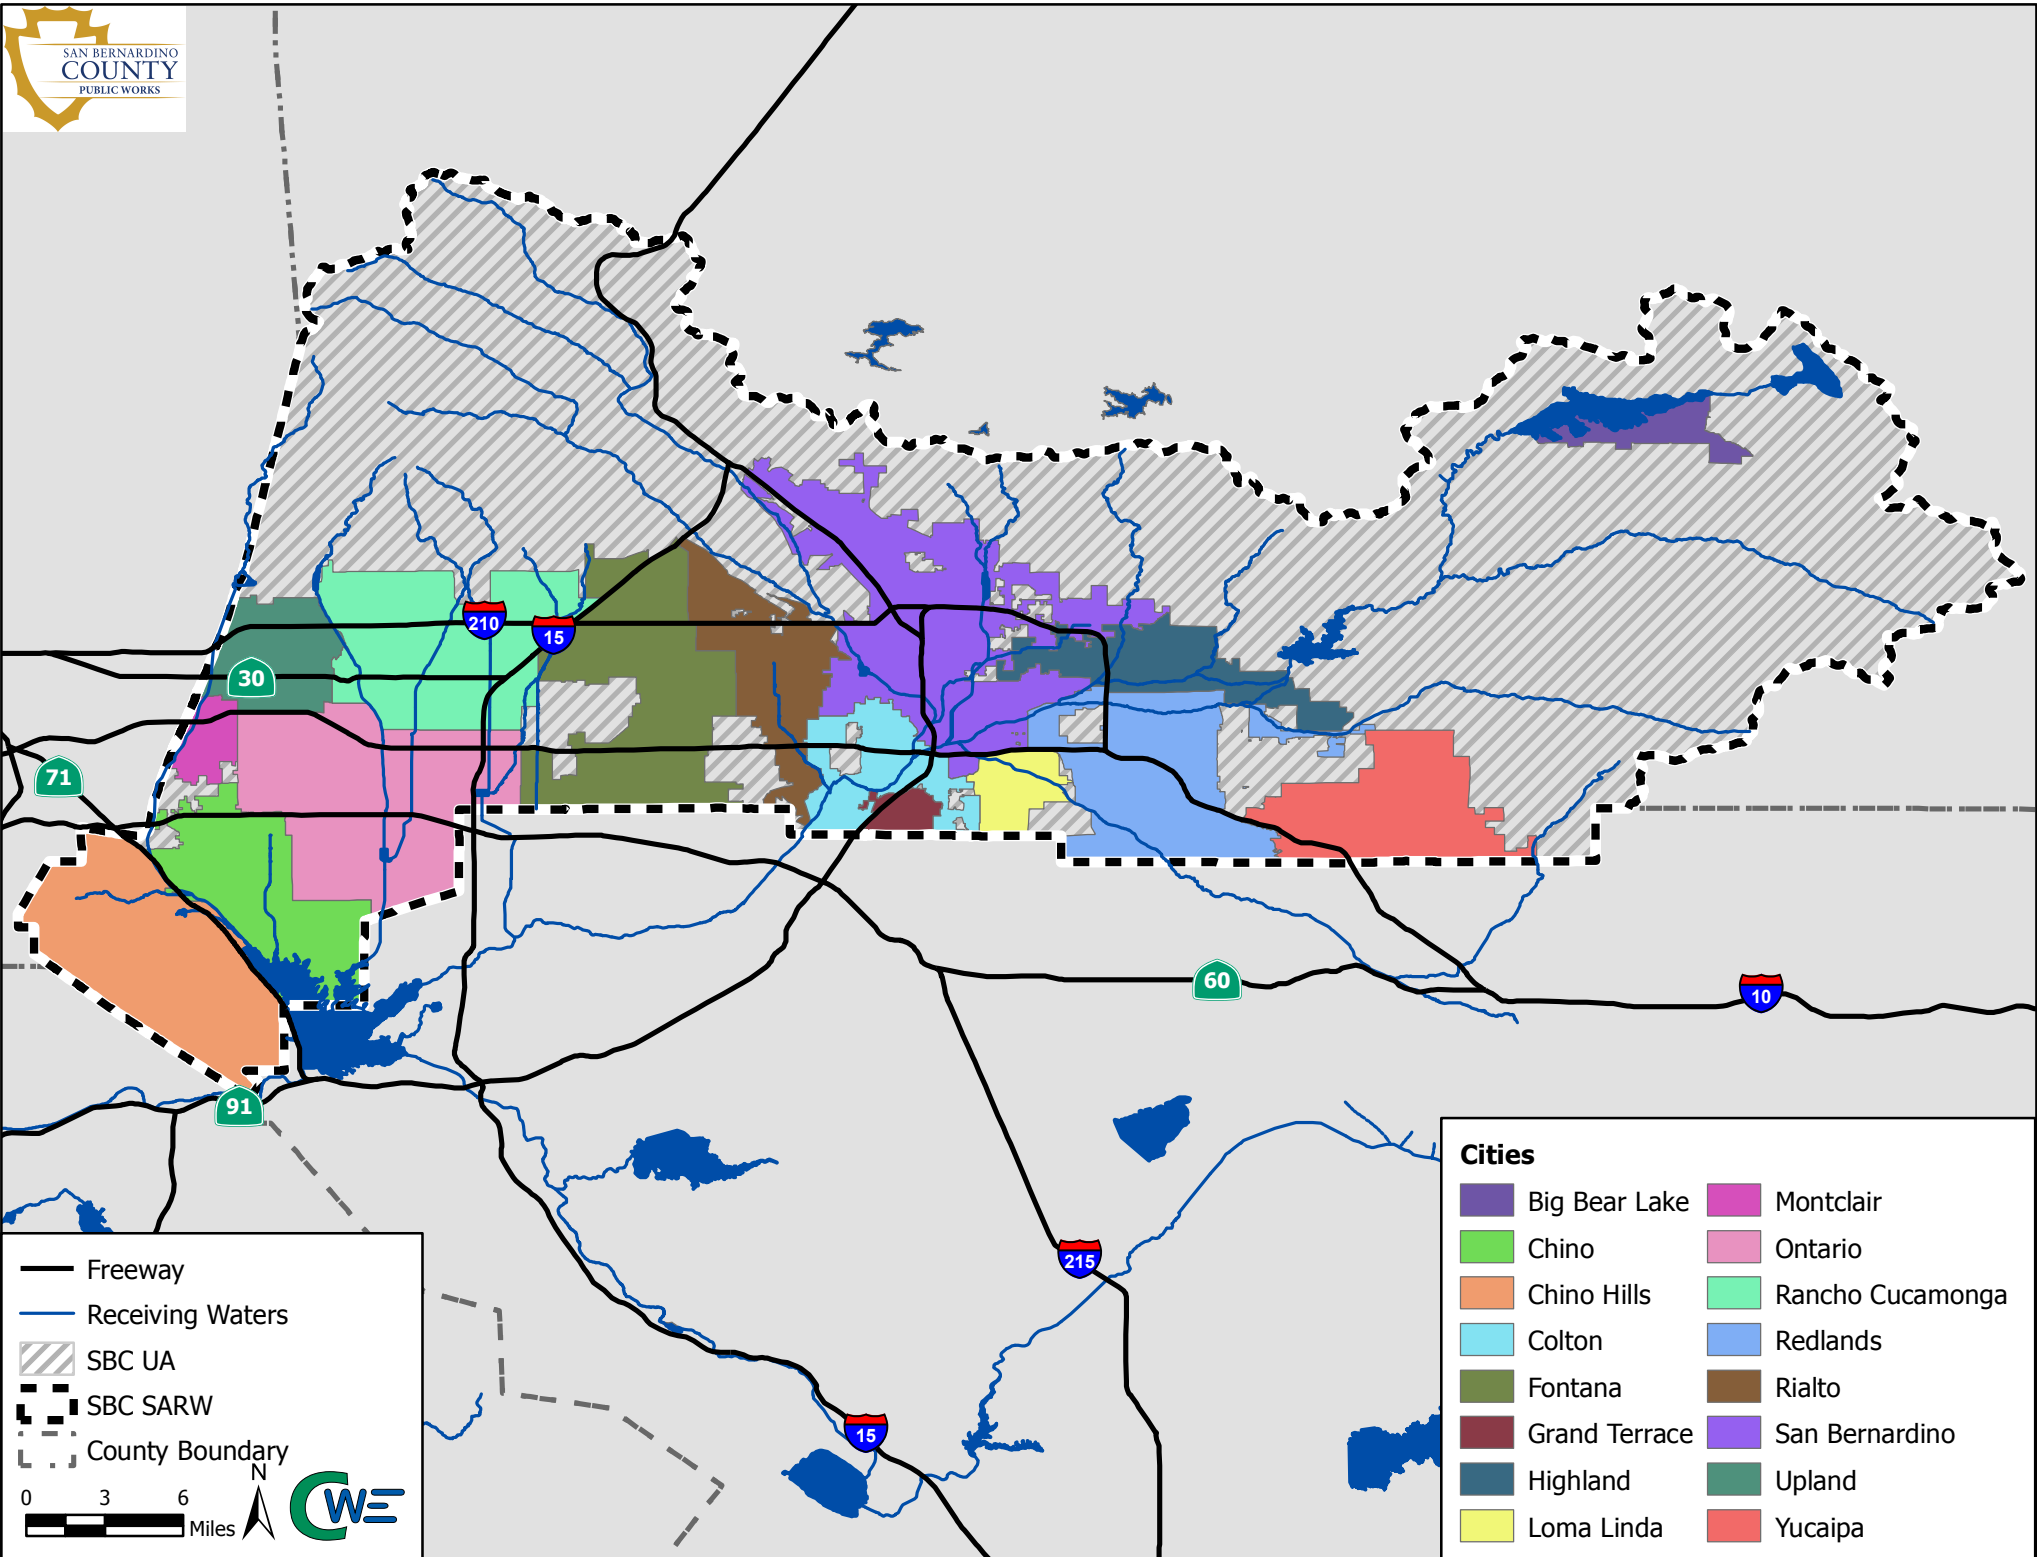 SAN BERNARDINO
COUNTY
PUBLIC WORKS
210
15
30
71
60
10
91
215
15
Freeway
Receiving Waters
SBC UA
SBC SARW
County Boundary
0 3 6
Miles
N
CWE
Cities
Big Bear Lake
Chino
Chino Hills
Colton
Fontana
Grand Terrace
Highland
Loma Linda
Montclair
Ontario
Rancho Cucamonga
Redlands
Rialto
San Bernardino
Upland
Yucaipa